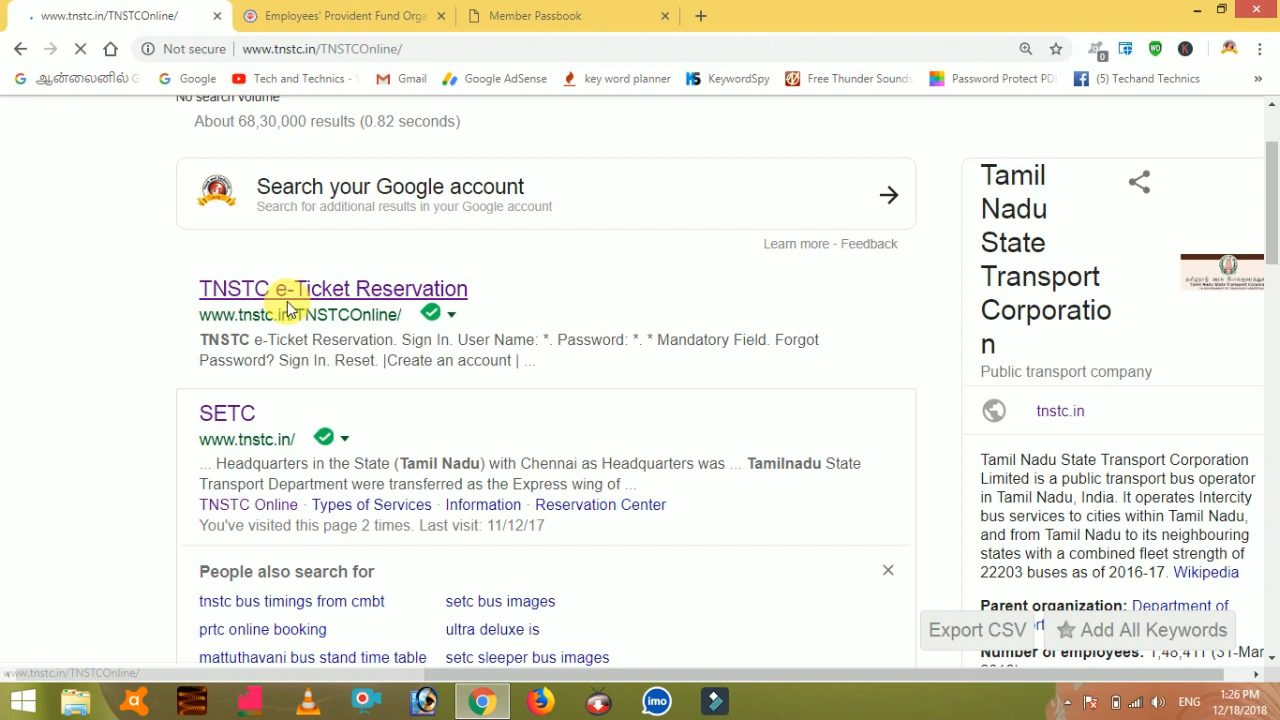 www.tnstc.in/TNSTCOnline/
Employees' Provident Fund Orga
Member Passbook
Not secure
www.tnstc.in/TNSTCOnline/
0
WD
K
ஆன்லைனில் G
Google
Tech and Technics -
Gmail
Google AdSense
key word planner
KeywordSpy
Free Thunder Sounds
Password Protect PDF
(5) Techand Technics
»
No search volume
About 68,30,000 results (0.82 seconds)
Search your Google account
Search for additional results in your Google account
Learn more - Feedback
TNSTC e-Ticket Reservation
www.tnstc.in/TNSTCOnline/
TNSTC e-Ticket Reservation. Sign In. User Name: *. Password: *. * Mandatory Field. Forgot
Password? Sign In. Reset. |Create an account | ...
SETC
www.tnstc.in/
... Headquarters in the State (Tamil Nadu) with Chennai as Headquarters was ... Tamilnadu State
Transport Department were transferred as the Express wing of ...
TNSTC Online · Types of Services · Information · Reservation Center
You've visited this page 2 times. Last visit: 11/12/17
People also search for
tnstc bus timings from cmbt
setc bus images
prtc online booking
ultra deluxe is
mattuthavani bus stand time table
setc sleeper bus images
Tamil
Nadu
State
Transport
Corporatio
n
Public transport company
tnstc.in
Tamil Nadu State Transport Corporation
Limited is a public transport bus operator
in Tamil Nadu, India. It operates Intercity
bus services to cities within Tamil Nadu,
and from Tamil Nadu to its neighbouring
states with a combined fleet strength of
22203 buses as of 2016-17. Wikipedia
Parent organization: Department of
Export CSV
Add All Keywords
Number of employees: 1,48,411 (31-Mar
www.tnstc.in/TNSTCOnline/
imo
ENG
1:26 PM
12/18/2018